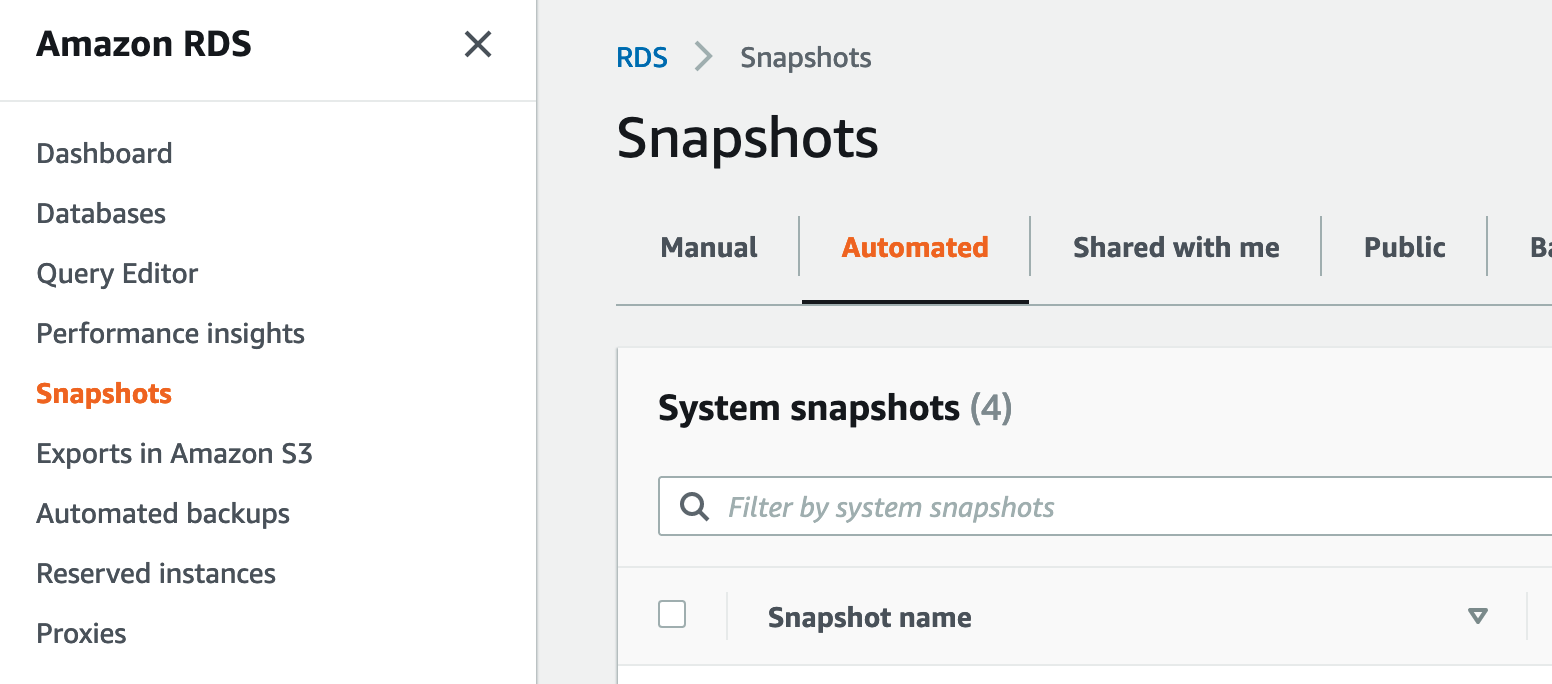 Amazon RDS
Dashboard
Databases
Query Editor
Performance insights
Snapshots
Exports in Amazon S3
Automated backups
Reserved instances
Proxies
RDS Snapshots
Snapshots
Manual Automated Shared with me Public
System snapshots (4)
Filter by system snapshots
Snapshot name